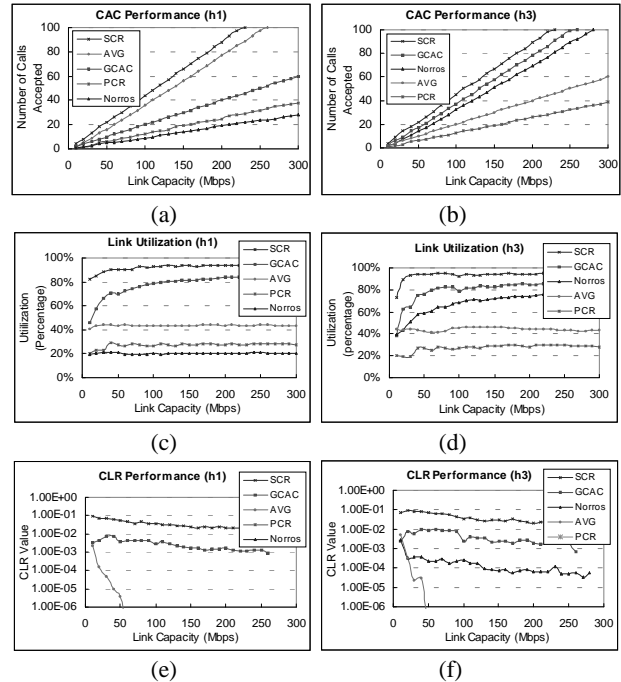 CAC Performance (h1)
Number of Calls
Accepted
100
80
60
40
20
0
SCR
AVG
GCAC
PCR
Norros
0 50 100 150 200 250 300
Link Capacity (Mbps)
(a)
CAC Performance (h3)
Number of Calls
Accepted
100
80
60
40
20
0
SCR
GCAC
Norros
AVG
PCR
0 50 100 150 200 250 300
Link Capacity (Mbps)
(b)
Link Utilization (h1)
Utilization
(Percentage)
100%
80%
60%
40%
20%
0%
SCR
GCAC
AVG
PCR
Norros
0 50 100 150 200 250 300
Link Capacity (Mbps)
(c)
Link Utilization (h3)
Utilization
(percentage)
100%
80%
60%
40%
20%
0%
SCR
GCAC
Norros
AVG
PCR
0 50 100 150 200 250 300
Link Capacity (Mbps)
(d)
CLR Performance (h1)
CLR Value
1.00E+00
1.00E-01
1.00E-02
1.00E-03
1.00E-04
1.00E-05
1.00E-06
SCR
GCAC
AVG
PCR
Norros
0 50 100 150 200 250 300
Link Capacity (Mbps)
(e)
CLR Performance (h3)
CLR Value
1.00E+00
1.00E-01
1.00E-02
1.00E-03
1.00E-04
1.00E-05
1.00E-06
SCR
GCAC
Norros
AVG
PCR
0 50 100 150 200 250 300
Link Capacity (Mbps)
(f)